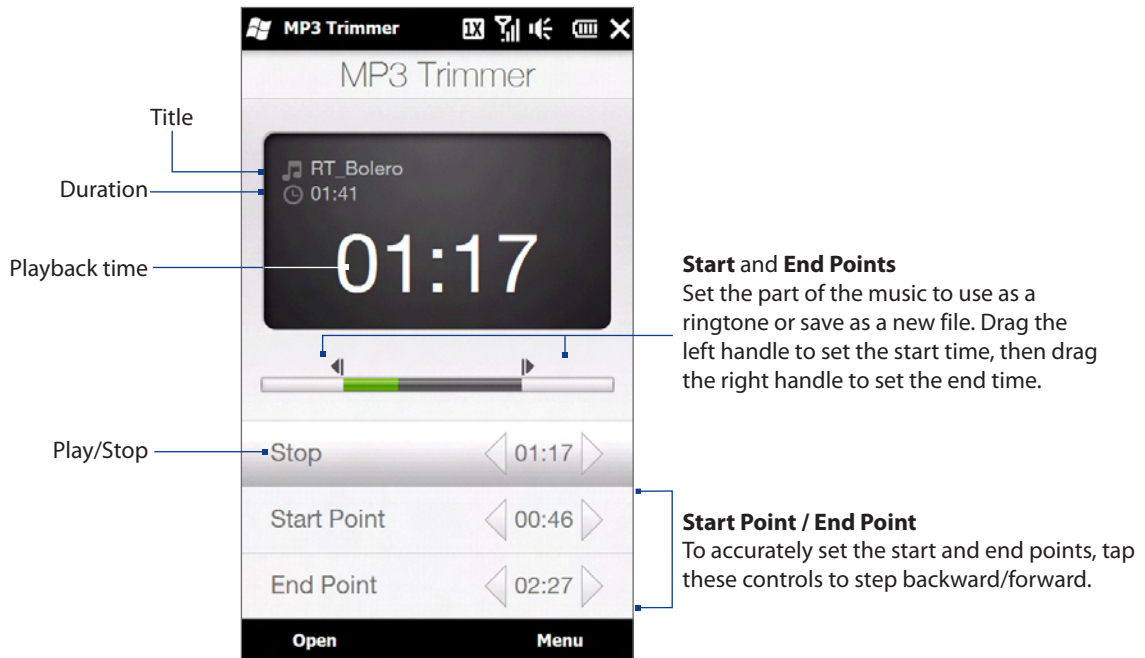 MP3 Trimmer
1X
MP3 Trimmer
Title
RT_Bolero
Duration
01:41
Playback time
01:17
Start and End Points
Set the part of the music to use as a
ringtone or save as a new file. Drag the
left handle to set the start time, then drag
the right handle to set the end time.
Play/Stop
Stop
01:17
Start Point
00:46
End Point
02:27
Start Point / End Point
To accurately set the start and end points, tap
these controls to step backward/forward.
Open
Menu